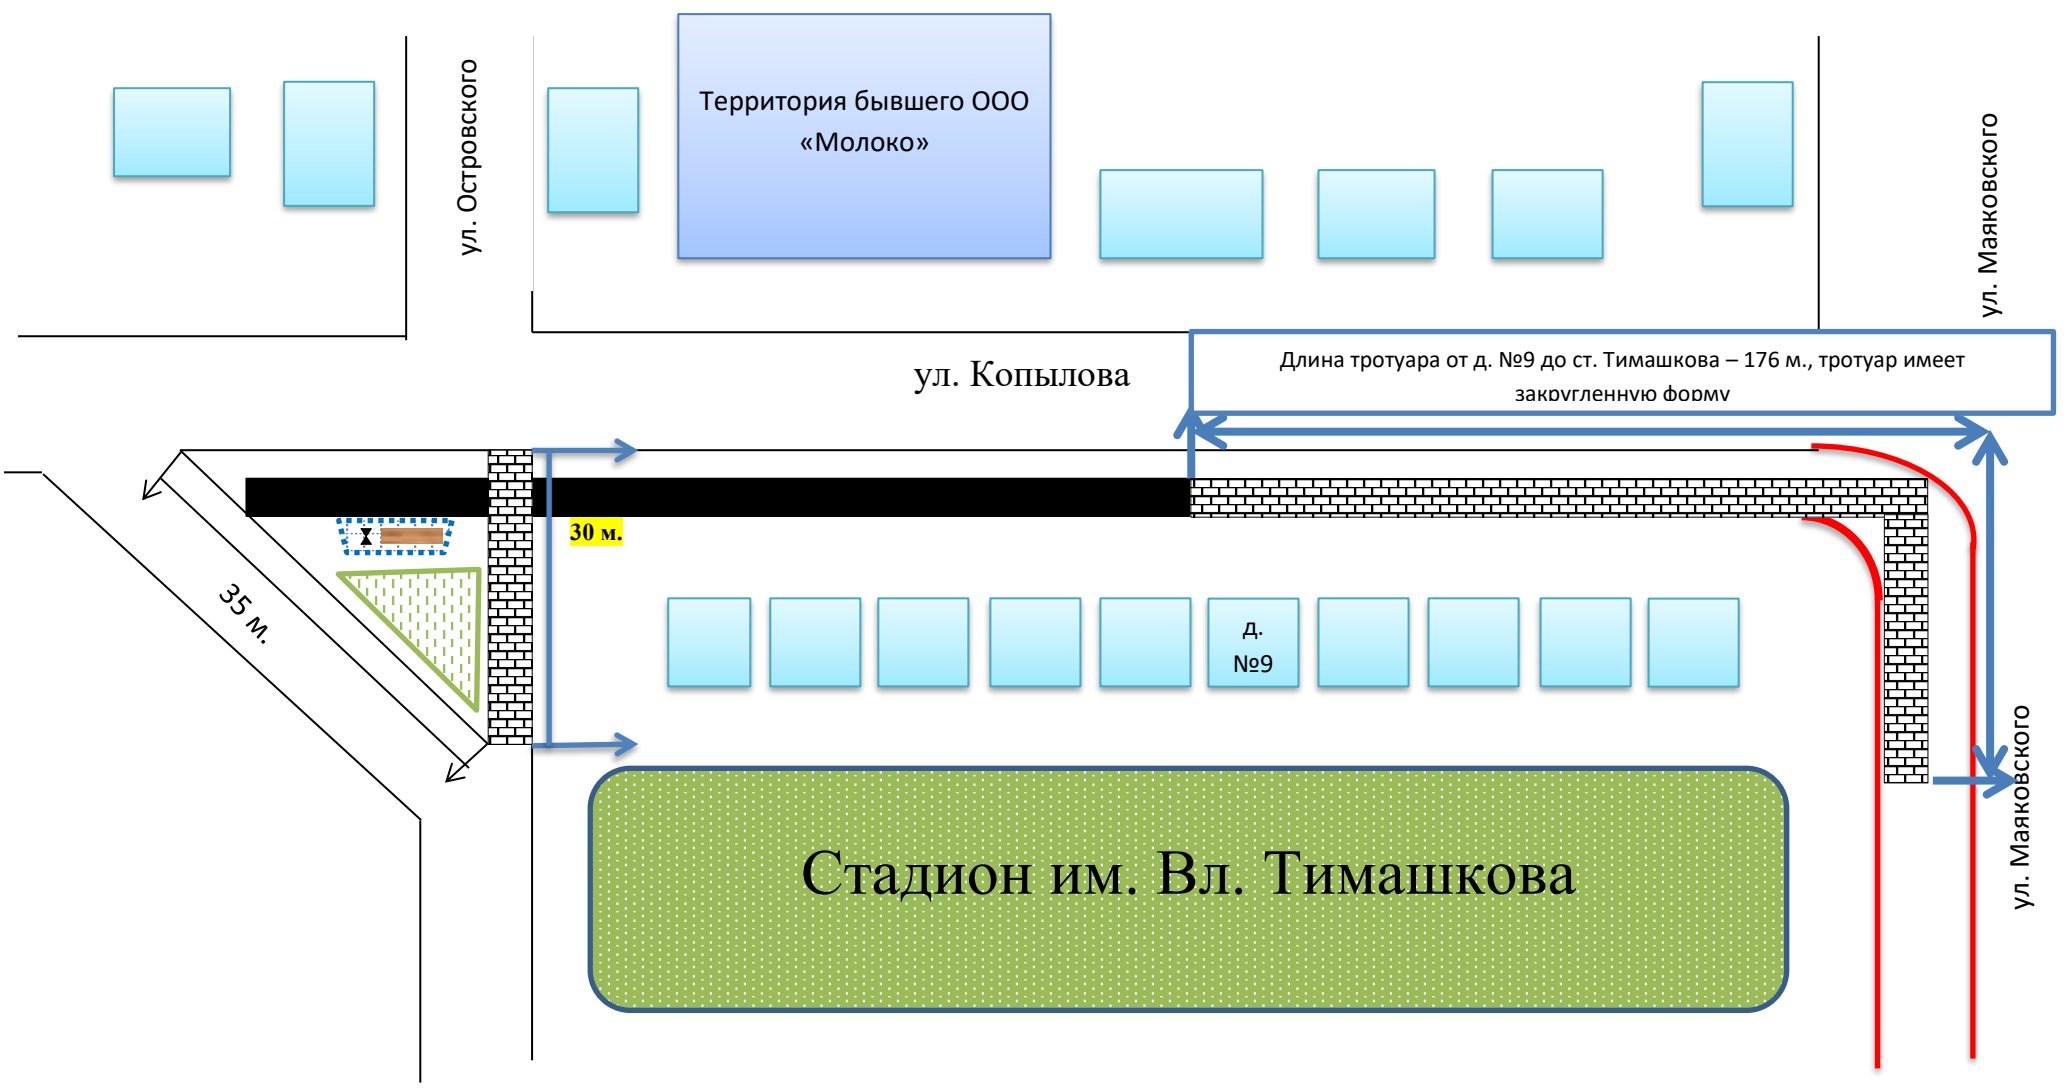 ул. Островского
Территория бывшего ООО
«Молоко»
ул. Маяковского
ул. Копылова
Длина тротуара от д. №9 до ст. Тимашкова – 176 м., тротуар имеет
закругленную форму
30 м.
35 м.
д.
№9
ул. Маяковского
Стадион им. Вл. Тимашкова